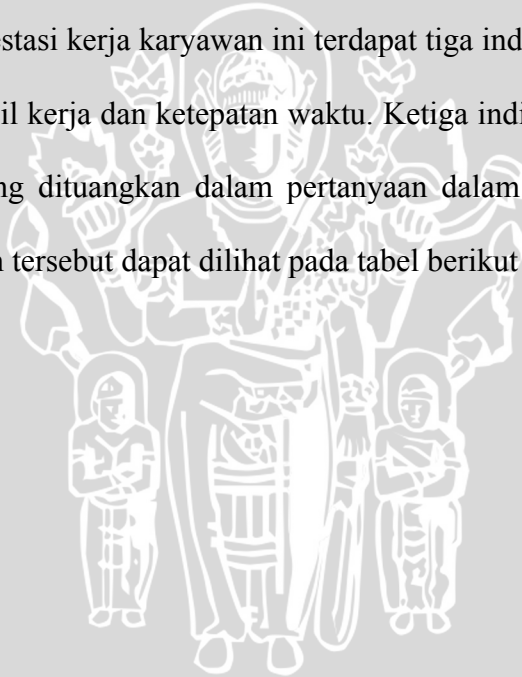 estasi kerja karyawan ini terdapat tiga ind
il kerja dan ketepatan waktu. Ketiga indi
ng dituangkan dalam pertanyaan dalam
n tersebut dapat dilihat pada tabel berikut